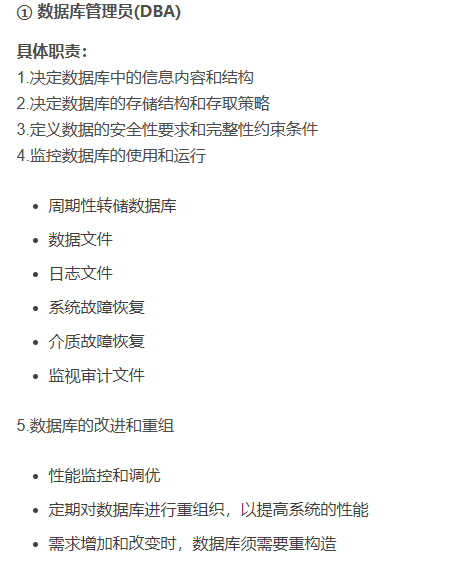 ① 数据库管理员(DBA)
具体职责：
1.决定数据库中的信息内容和结构
2.决定数据库的存储结构和存取策略
3.定义数据的安全性要求和完整性约束条件
4.监控数据库的使用和运行
• 周期性转储数据库
• 数据文件
• 日志文件
• 系统故障恢复
• 介质故障恢复
• 监视审计文件
5.数据库的改进和重组
• 性能监控和调优
• 定期对数据库进行重组织，以提高系统的性能
• 需求增加和改变时，数据库须需要重构造